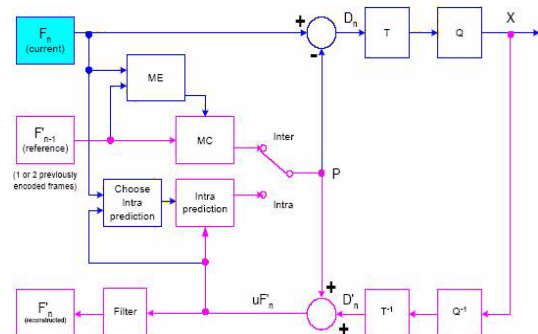 Fn
(current)
+
-
Dn
T
Q
X
ME
F'n-1
(reference)
(1 or 2 previously
encoded frames)
MC
Inter
P
Choose
Intra
prediction
Intra
prediction
Intra
F'n
(reconstructed)
Filter
uF'n
+
+
D'n
T-1
Q-1